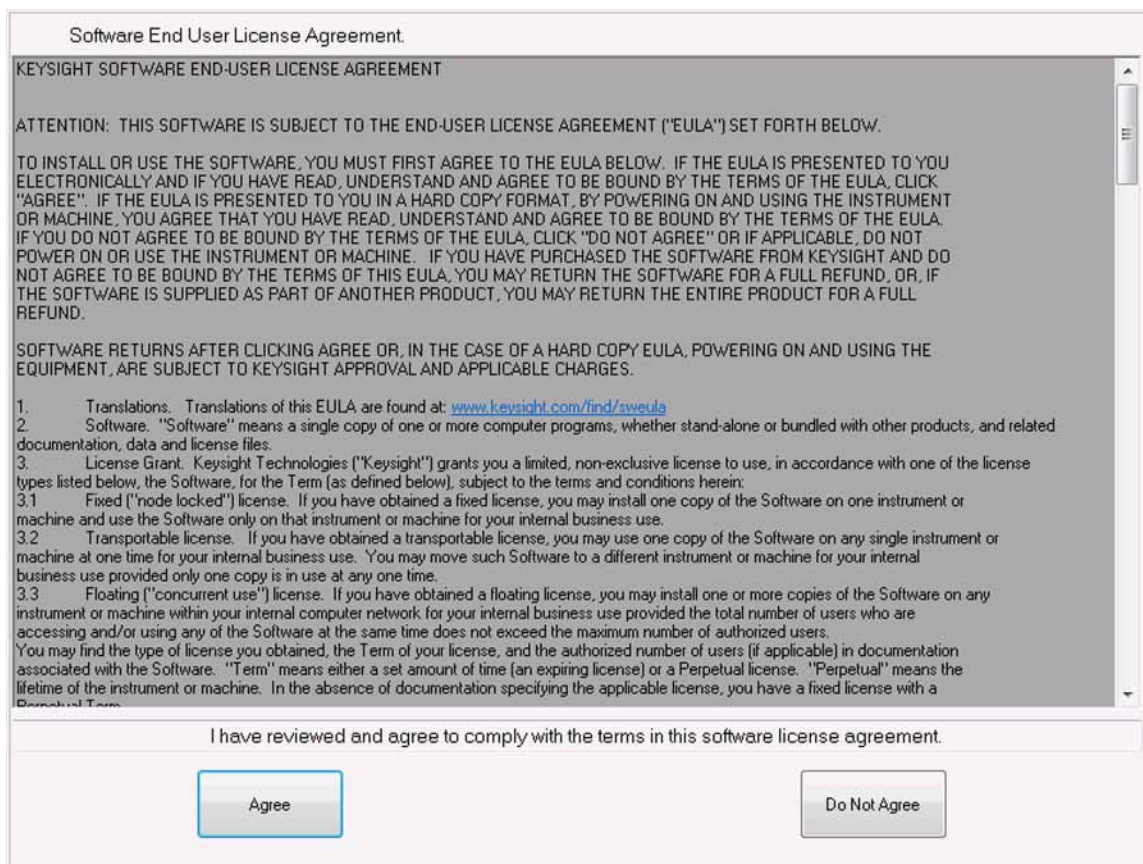 Software End User License Agreement.
KEYSIGHT SOFTWARE END-USER LICENSE AGREEMENT
ATTENTION:  THIS SOFTWARE IS SUBJECT TO THE END-USER LICENSE AGREEMENT ("EULA") SET FORTH BELOW.
TO INSTALL OR USE THE SOFTWARE, YOU MUST FIRST AGREE TO THE EULA BELOW.  IF THE EULA IS PRESENTED TO YOU
ELECTRONICALLY AND IF YOU HAVE READ, UNDERSTAND AND AGREE TO BE BOUND BY THE TERMS OF THE EULA, CLICK
"AGREE".  IF THE EULA IS PRESENTED TO YOU IN A HARD COPY FORMAT, BY POWERING ON AND USING THE INSTRUMENT
OR MACHINE, YOU AGREE THAT YOU HAVE READ, UNDERSTAND AND AGREE TO BE BOUND BY THE TERMS OF THE EULA.
IF YOU DO NOT AGREE TO BE BOUND BY THE TERMS OF THE EULA, CLICK "DO NOT AGREE" OR IF APPLICABLE, DO NOT
POWER ON OR USE THE INSTRUMENT OR MACHINE.   IF YOU HAVE PURCHASED THE SOFTWARE FROM KEYSIGHT AND DO
NOT AGREE TO BE BOUND BY THE TERMS OF THIS EULA, YOU MAY RETURN THE SOFTWARE FOR A FULL REFUND, OR, IF
THE SOFTWARE IS SUPPLIED AS PART OF ANOTHER PRODUCT, YOU MAY RETURN THE ENTIRE PRODUCT FOR A FULL
REFUND.
SOFTWARE RETURNS AFTER CLICKING AGREE OR, IN THE CASE OF A HARD COPY EULA, POWERING ON AND USING THE
EQUIPMENT, ARE SUBJECT TO KEYSIGHT APPROVAL AND APPLICABLE CHARGES.
1. Translations.  Translations of this EULA are found at: www.keysight.com/find/sweula
2. Software.  "Software" means a single copy of one or more computer programs, whether stand-alone or bundled with other products, and related
documentation, data and license files.
3. License Grant.  Keysight Technologies ("Keysight") grants you a limited, non-exclusive license to use, in accordance with one of the license
types listed below, the Software, for the Term (as defined below), subject to the terms and conditions herein:
3.1 Fixed ("node locked") license.  If you have obtained a fixed license, you may install one copy of the Software on one instrument or
machine and use the Software only on that instrument or machine for your internal business use.
3.2 Transportable license.   If you have obtained a transportable license, you may use one copy of the Software on any single instrument or
machine at one time for your internal business use.  You may move such Software to a different instrument or machine for your internal
business use provided only one copy is in use at any one time.
3.3 Floating ("concurrent use") license.  If you have obtained a floating license, you may install one or more copies of the Software on any
instrument or machine within your internal computer network for your internal business use provided the total number of users who are
accessing and/or using any of the Software at the same time does not exceed the maximum number of authorized users.
You may find the type of license you obtained, the Term of your license, and the authorized number of users (if applicable) in documentation
associated with the Software.  "Term" means either a set amount of time (an expiring license) or a Perpetual license.  "Perpetual" means the
lifetime of the instrument or machine.  In the absence of documentation specifying the applicable license, you have a fixed license with a
Perpetual Term
I have reviewed and agree to comply with the terms in this software license agreement.
Agree
Do Not Agree